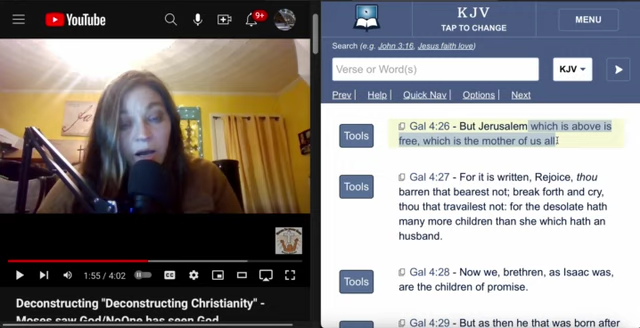 YouTube
9+
1:55 / 4:02
CC
Deconstructing "Deconstructing Christianity" -
Moses saw God/NoOne has seen God
KJV
TAP TO CHANGE
MENU
Search (e.g. John 3:16, Jesus faith love)
Verse or Word(s)
KJV
Prev | Help | Quick Nav | Options | Next
Tools
Gal 4:26 - But Jerusalem which is above is
free, which is the mother of us all.
Tools
Gal 4:27 - For it is written, Rejoice, thou
barren that bearest not; break forth and cry,
thou that travailest not: for the desolate hath
many more children than she which hath an
husband.
Tools
Gal 4:28 - Now we, brethren, as Isaac was,
are the children of promise.
Gal 4:29 - But as then he that was born after